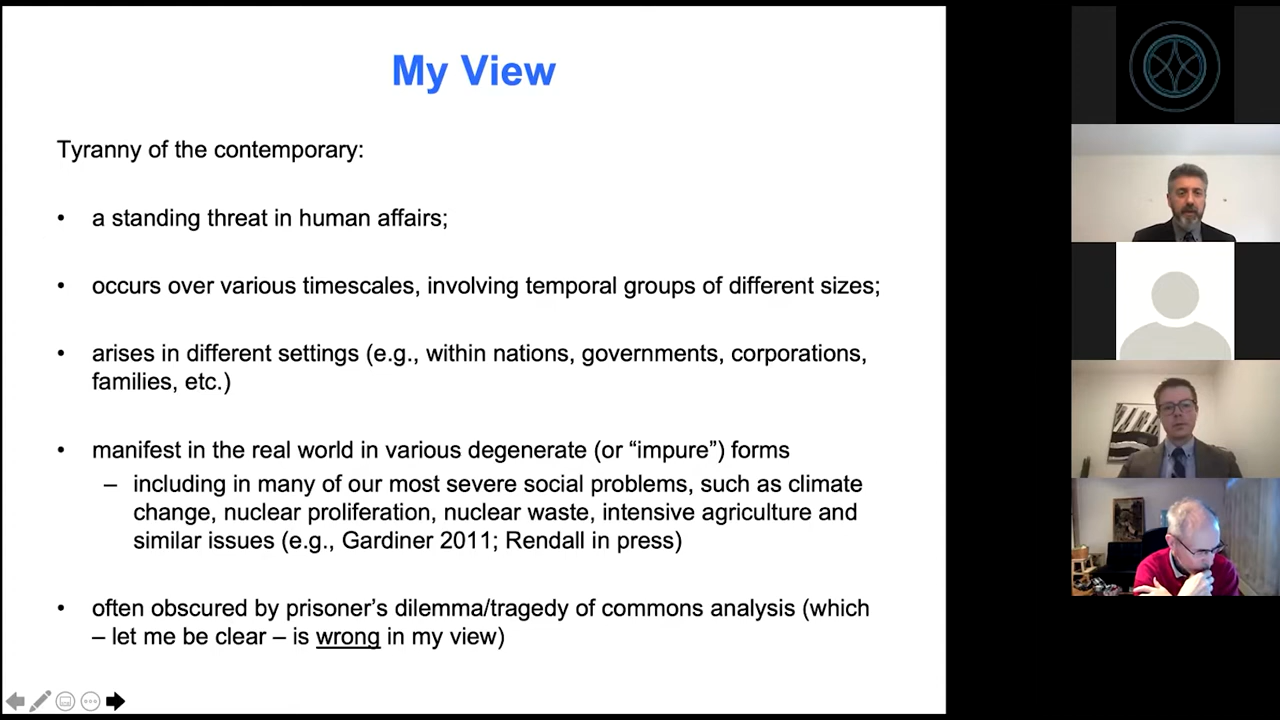 My View
Tyranny of the contemporary:
• a standing threat in human affairs;
• occurs over various timescales, involving temporal groups of different sizes;
• arises in different settings (e.g., within nations, governments, corporations,
families, etc.)
• manifest in the real world in various degenerate (or “impure”) forms
– including in many of our most severe social problems, such as climate
change, nuclear proliferation, nuclear waste, intensive agriculture and
similar issues (e.g., Gardiner 2011; Rendall in press)
• often obscured by prisoner’s dilemma/tragedy of commons analysis (which
– let me be clear – is wrong in my view)